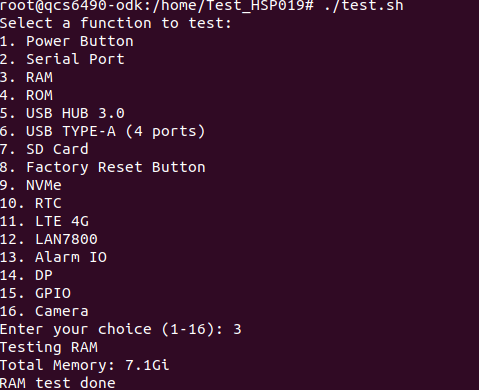 root@qcs6490-odk:/home/Test_HSP019# ./test.sh
Select a function to test:
1. Power Button
2. Serial Port
3. RAM
4. ROM
5. USB HUB 3.0
6. USB TYPE-A (4 ports)
7. SD Card
8. Factory Reset Button
9. NVMe
10. RTC
11. LTE 4G
12. LAN7800
13. Alarm IO
14. DP
15. GPIO
16. Camera
Enter your choice (1-16): 3
Testing RAM
Total Memory: 7.1Gi
RAM test done